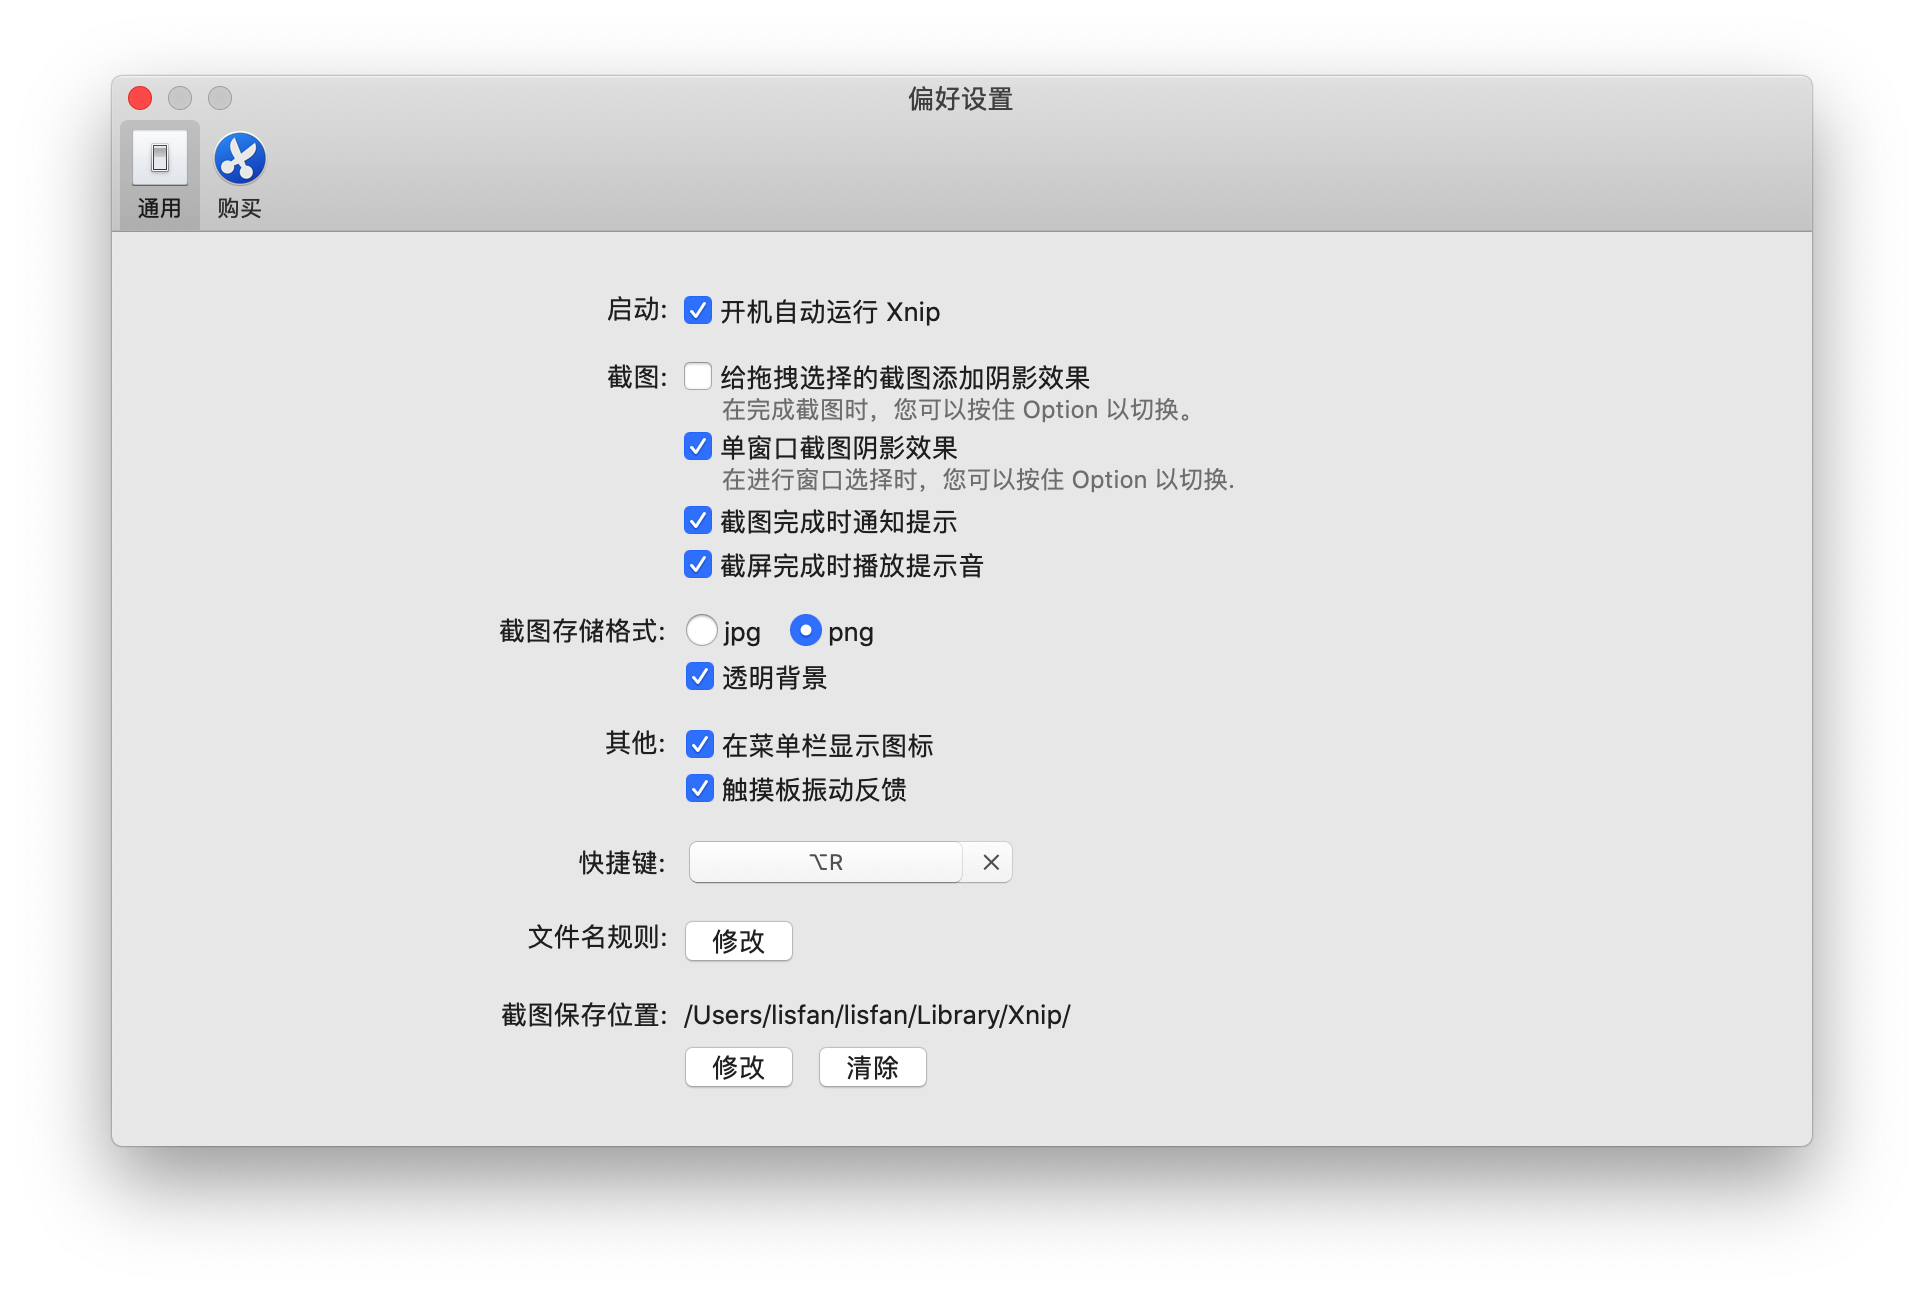 偏好设置
通用
购买
启动: 开机自动运行 Xnip
截图: 给拖拽选择的截图添加阴影效果
在完成截图时，您可以按住 Option 以切换。
单窗口截图阴影效果
在进行窗口选择时，您可以按住 Option 以切换.
截图完成时通知提示
截屏完成时播放提示音
截图存储格式: jpg png
透明背景
其他: 在菜单栏显示图标
触摸板振动反馈
快捷键: ⌥R
文件名规则: 修改
截图保存位置: /Users/lisfan/lisfan/Library/Xnip/
修改 清除